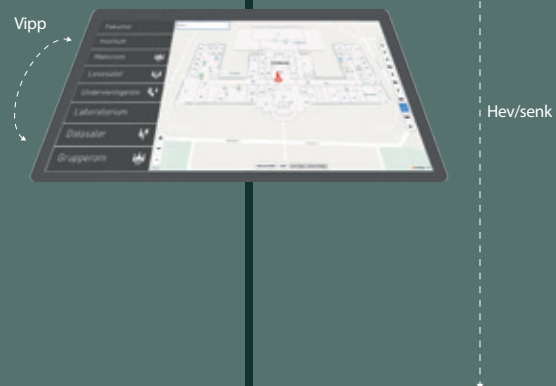 Vipp
Fakultet
Institutt
Møterom
Lesesaler
Undervisningsrom
Laboratorium
Datasaler
Grupperom
Hev/senk